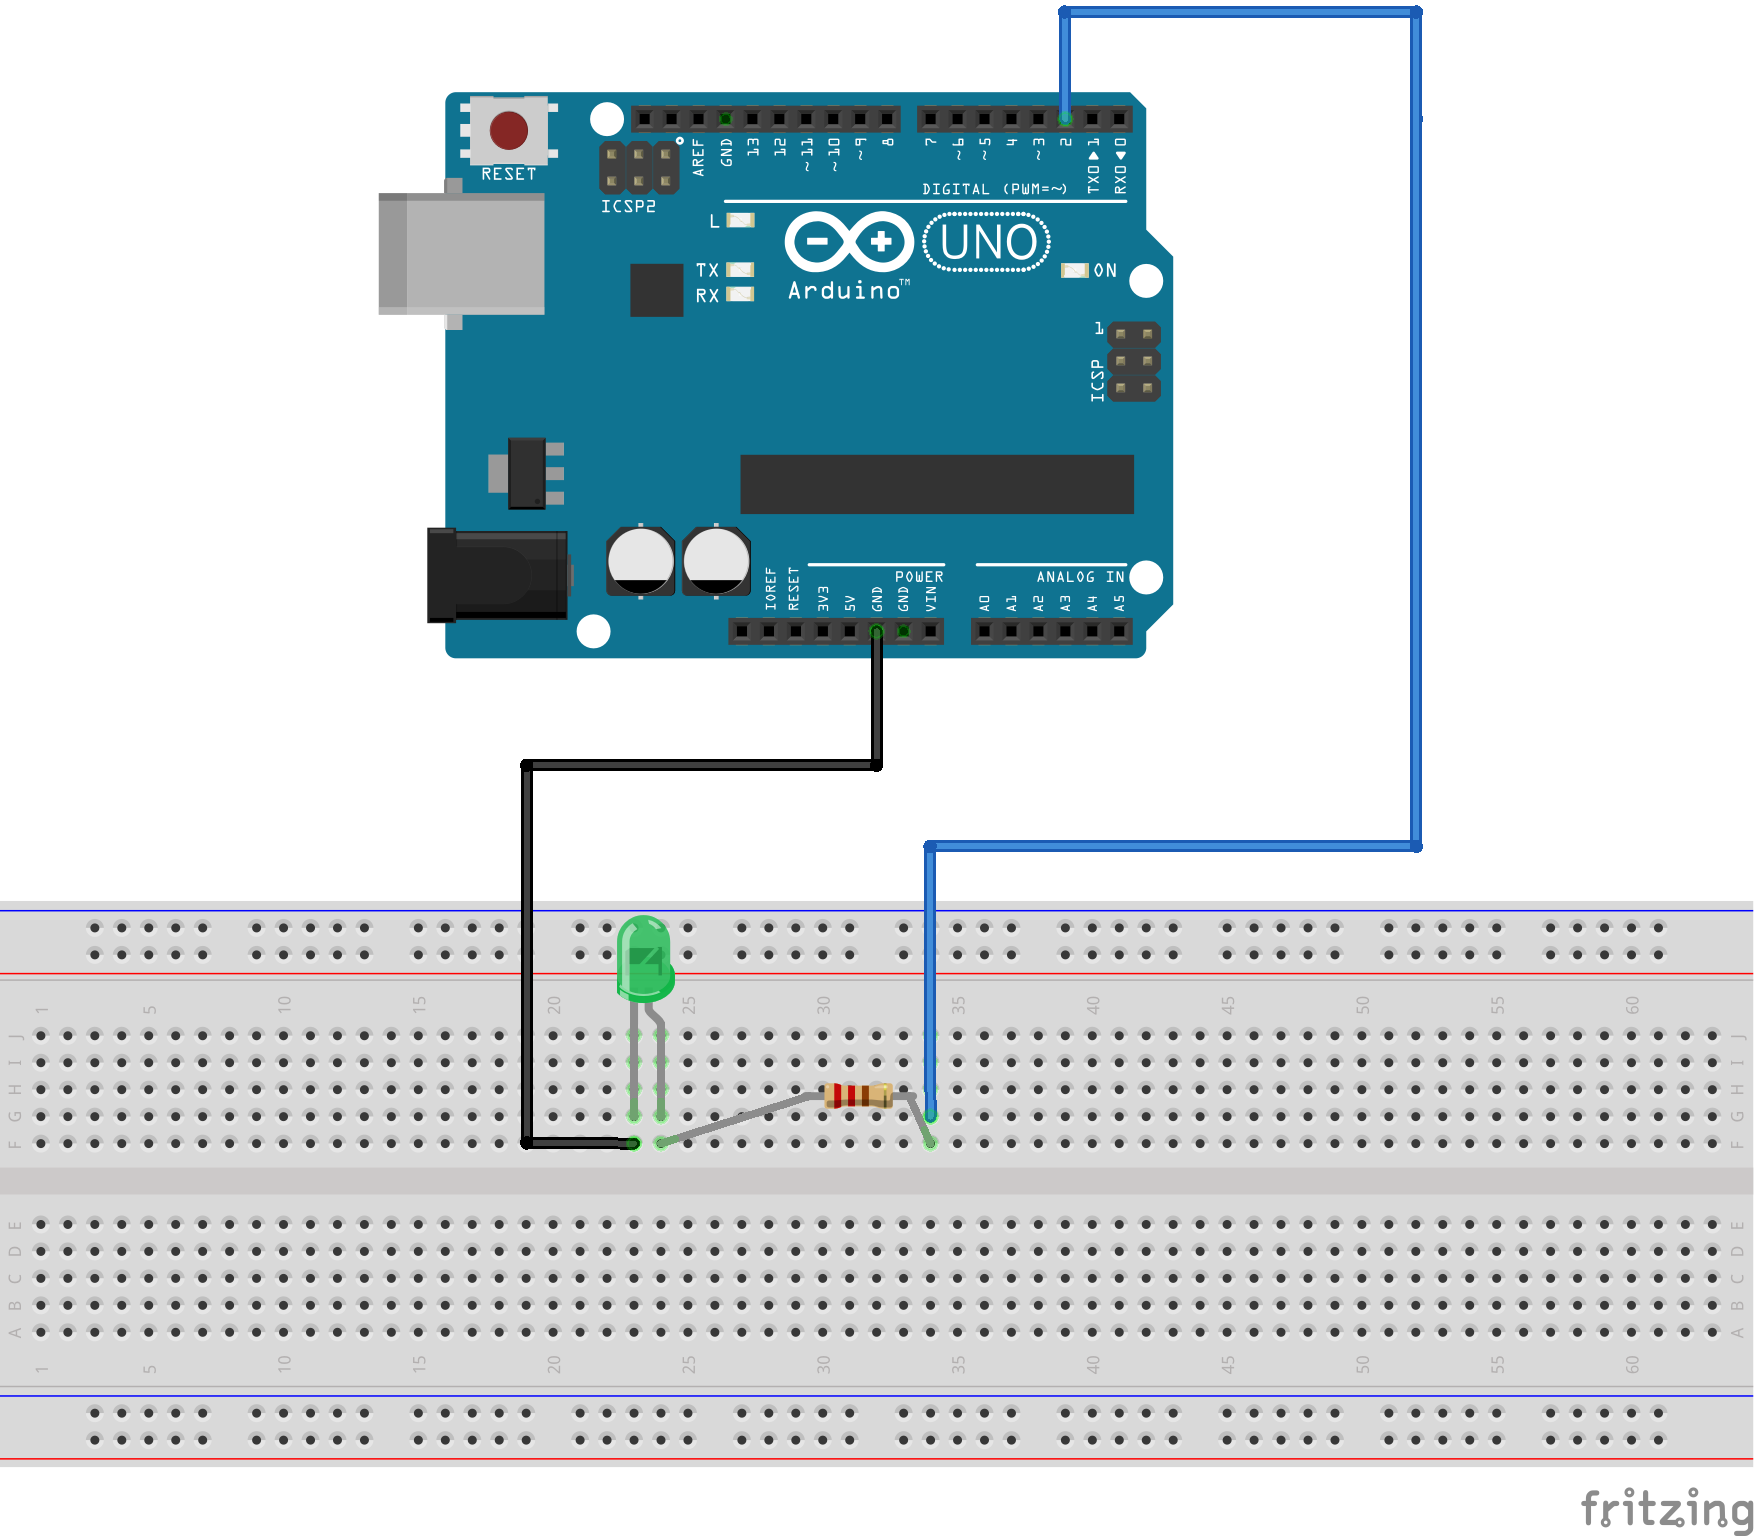 RESET
ICSP2
AREF
GND
13
12
~11
~10
~9
8
7
~6
~5
4
~3
2
TX0▶1
RX0◀0
DIGITAL (PWM=~)
L
TX
RX
UNO
Arduino™
ON
1
ICSP
POWER
ANALOG IN
IOREF
RESET
3V3
5V
GND
GND
VIN
A0
A1
A2
A3
A4
A5
1 5 10 15 20 25 30 35 40 45 50 55 60
J J
I I
H H
G G
F F
E E
D D
C C
B B
A A
1 5 10 15 20 25 30 35 40 45 50 55 60
fritzing